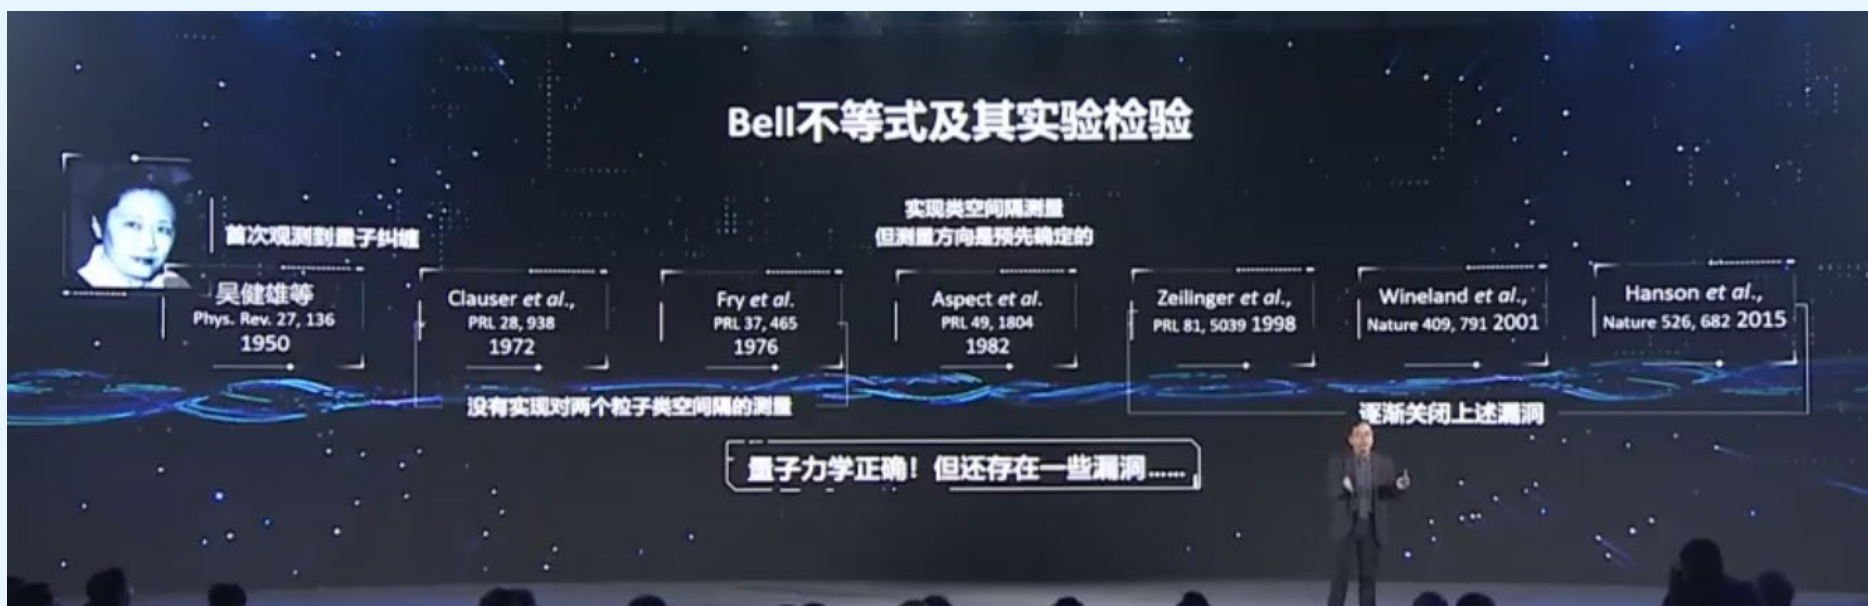 Bell不等式及其实验检验
首次观测到量子纠缠
吴健雄等
Phys. Rev. 27, 136
1950
Clauser et al.,
PRL 28, 938
1972
Fry et al.
PRL 37, 465
1976
实现类空间隔测量
但测量方向是预先确定的
Aspect et al.
PRL 49, 1804
1982
Zeilinger et al.,
PRL 81, 5039 1998
Wineland et al.,
Nature 409, 791 2001
Hanson et al.,
Nature 526, 682 2015
没有实现对两个粒子类空间隔的测量
逐渐关闭上述漏洞
量子力学正确！但还存在一些漏洞……